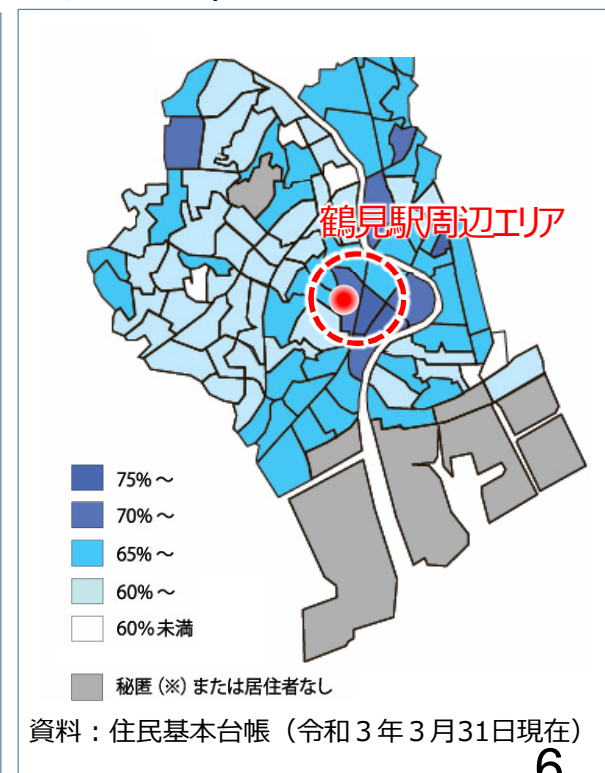 鶴見駅周辺エリア
75%～
70%～
65%～
60%～
60%未満
秘匿（※）または居住者なし
資料：住民基本台帳（令和３年３月31日現在）
6